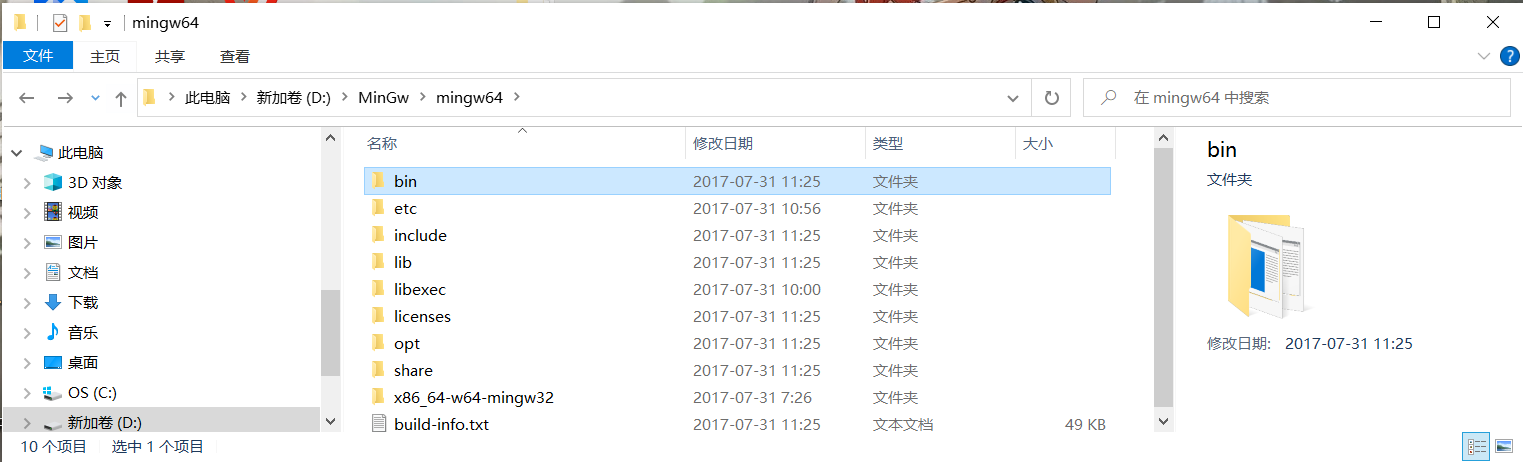 mingw64
文件 主页 共享 查看
此电脑 新加卷 (D:) MinGw mingw64 在 mingw64 中搜索
此电脑
3D 对象
视频
图片
文档
下载
音乐
桌面
OS (C:)
新加卷 (D:)
名称 修改日期 类型 大小
bin 2017-07-31 11:25 文件夹
etc 2017-07-31 10:56 文件夹
include 2017-07-31 11:25 文件夹
lib 2017-07-31 11:25 文件夹
libexec 2017-07-31 10:00 文件夹
licenses 2017-07-31 11:25 文件夹
opt 2017-07-31 11:25 文件夹
share 2017-07-31 11:25 文件夹
x86_64-w64-mingw32 2017-07-31 7:26 文件夹
build-info.txt 2017-07-31 11:25 文本文档 49 KB
bin
文件夹
修改日期: 2017-07-31 11:25
10 个项目 选中 1 个项目